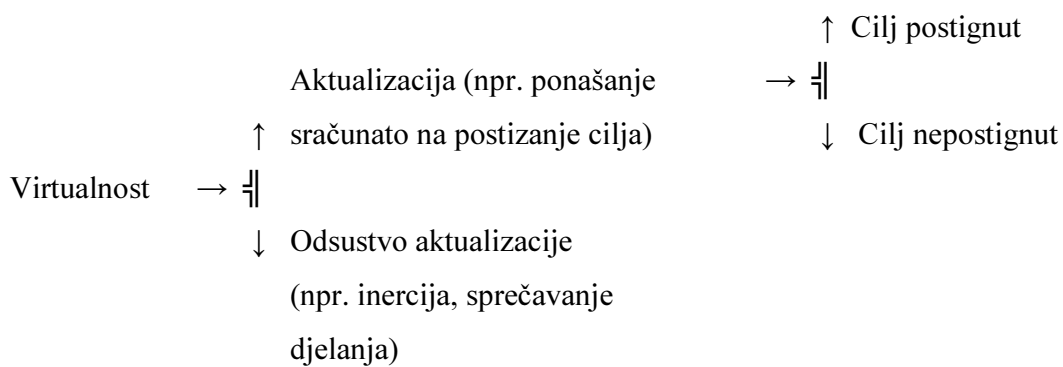 ↑ Cilj postignut
Aktualizacija (npr. ponašanje → ╣
↑ sračunato na postizanje cilja) ↓ Cilj nepostignut
Virtualnost → ╣
↓ Odsustvo aktualizacije
(npr. inercija, sprečavanje
djelanja)